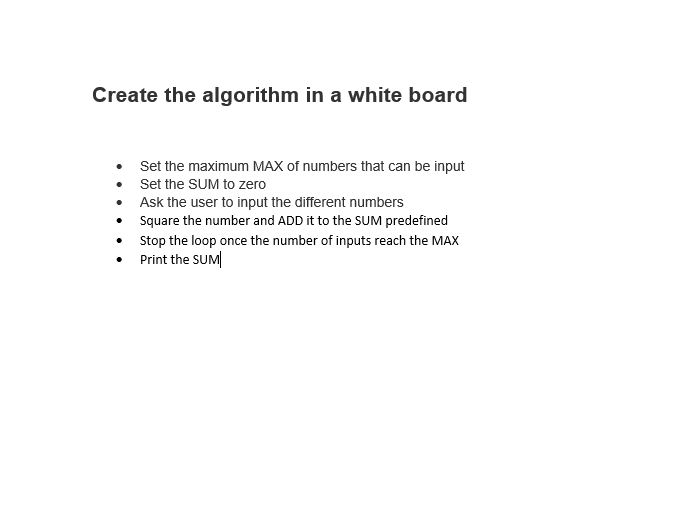 Create the algorithm in a white board
• Set the maximum MAX of numbers that can be input
• Set the SUM to zero
• Ask the user to input the different numbers
• Square the number and ADD it to the SUM predefined
• Stop the loop once the number of inputs reach the MAX
• Print the SUM